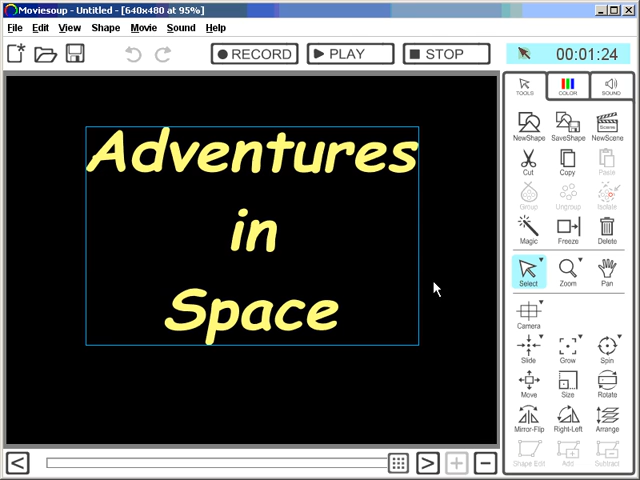 Moviesoup - Untitled - [640x480 at 95%]
File Edit View Shape Movie Sound Help
RECORD PLAY STOP 00:01:24
TOOLS COLOR SOUND
Adventures
in
Space
NewShape SaveShape NewScene
Scene
Cut Copy Paste
Group Ungroup Isolate
Magic Freeze Delete
Select Zoom Pan
Camera
Slide Grow Spin
Move Size Rotate
Mirror-Flip Right-Left Arrange
Shape Edit Add Subtract